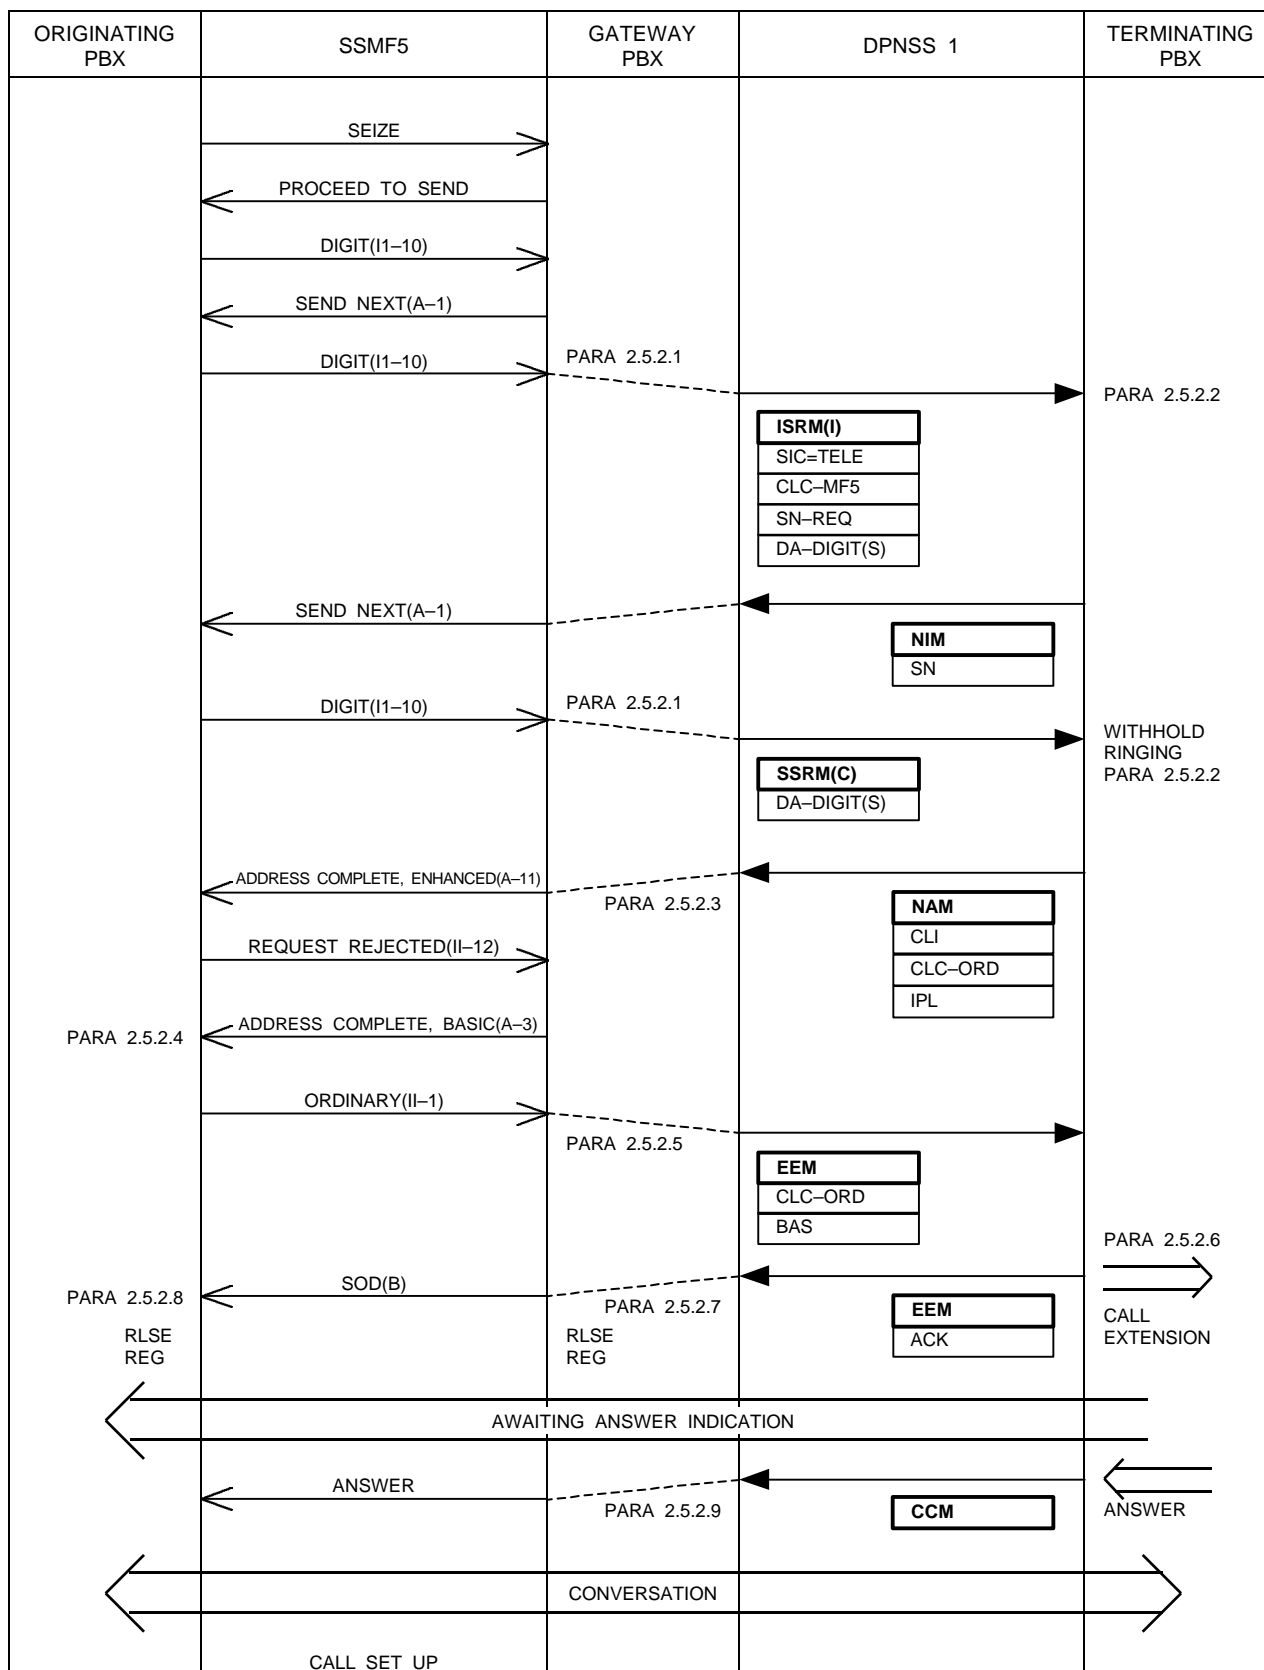 ORIGINATING
PBX
SSMF5
GATEWAY
PBX
DPNSS 1
TERMINATING
PBX
SEIZE
PROCEED TO SEND
DIGIT(I1–10)
SEND NEXT(A–1)
DIGIT(I1–10)
PARA 2.5.2.1
PARA 2.5.2.2
ISRM(I)
SIC=TELE
CLC–MF5
SN–REQ
DA–DIGIT(S)
SEND NEXT(A–1)
NIM
SN
DIGIT(I1–10)
PARA 2.5.2.1
WITHHOLD
RINGING
PARA 2.5.2.2
SSRM(C)
DA–DIGIT(S)
ADDRESS COMPLETE, ENHANCED(A–11)
PARA 2.5.2.3
NAM
CLI
CLC–ORD
IPL
REQUEST REJECTED(II–12)
ADDRESS COMPLETE, BASIC(A–3)
PARA 2.5.2.4
ORDINARY(II–1)
PARA 2.5.2.5
EEM
CLC–ORD
BAS
PARA 2.5.2.6
SOD(B)
PARA 2.5.2.8
PARA 2.5.2.7
EEM
ACK
CALL
EXTENSION
RLSE
REG
RLSE
REG
AWAITING ANSWER INDICATION
ANSWER
PARA 2.5.2.9
CCM
ANSWER
CONVERSATION
CALL SET UP